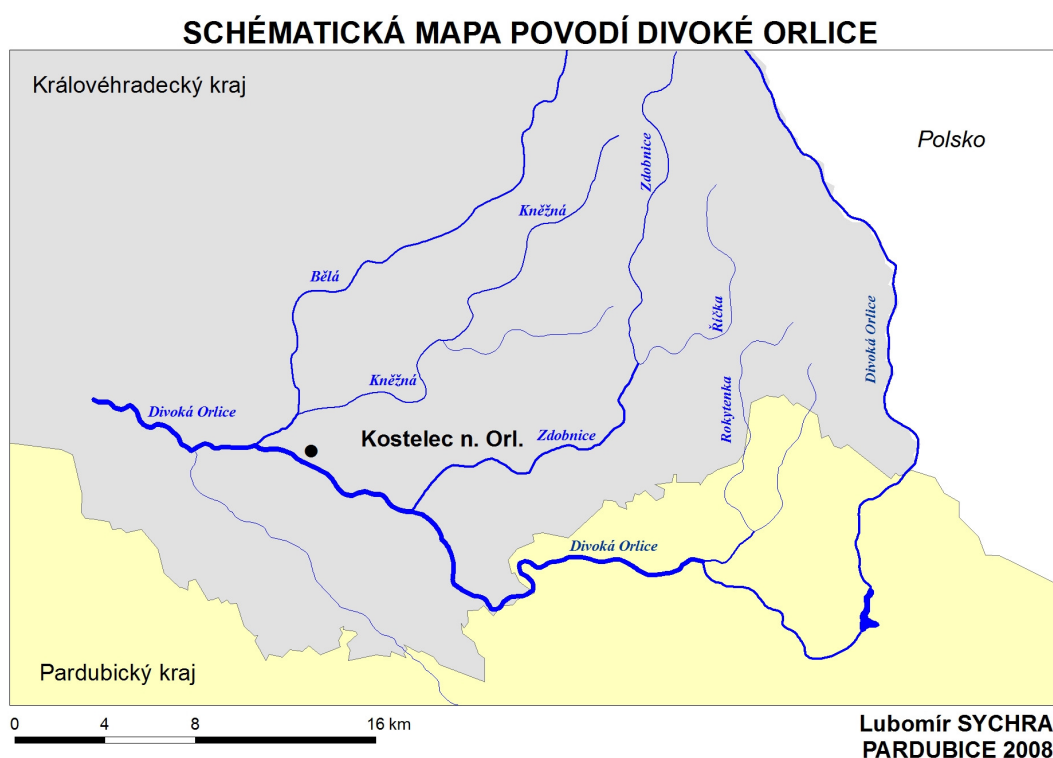 SCHÉMATICKÁ MAPA POVODÍ DIVOKÉ ORLICE
Královéhradecký kraj
Polsko
Zdobnice
Kněžná
Bělá
Říčka
Divoká Orlice
Kněžná
Rokytenka
Divoká Orlice
Kostelec n. Orl.
Zdobnice
Divoká Orlice
Pardubický kraj
0 4 8 16 km
Lubomír SYCHRA
PARDUBICE 2008